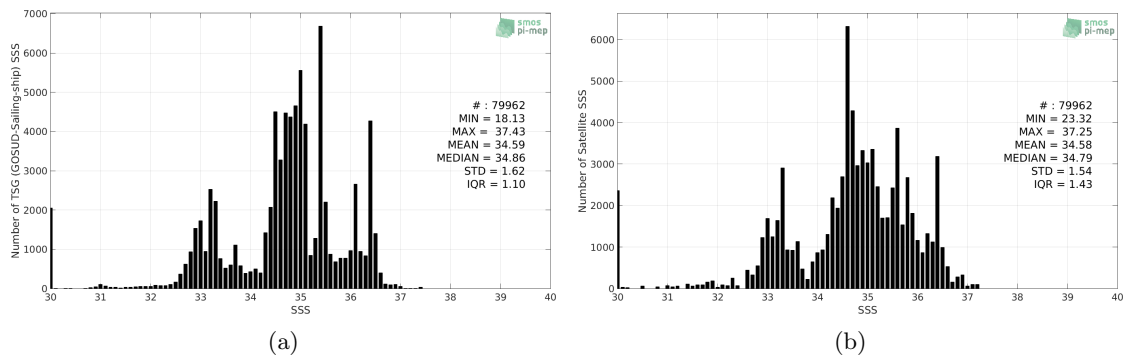 smos
pi-mep
Number of TSG (GOSUD-Sailing-ship) SSS
7000
6000
5000
4000
3000
2000
1000
0
# : 79962
MIN = 18.13
MAX = 37.43
MEAN = 34.59
MEDIAN = 34.86
STD = 1.62
IQR = 1.10
30 31 32 33 34 35 36 37 38 39 40
SSS
(a)
smos
pi-mep
Number of Satellite SSS
6000
5000
4000
3000
2000
1000
0
# : 79962
MIN = 23.32
MAX = 37.25
MEAN = 34.58
MEDIAN = 34.79
STD = 1.54
IQR = 1.43
30 31 32 33 34 35 36 37 38 39 40
SSS
(b)